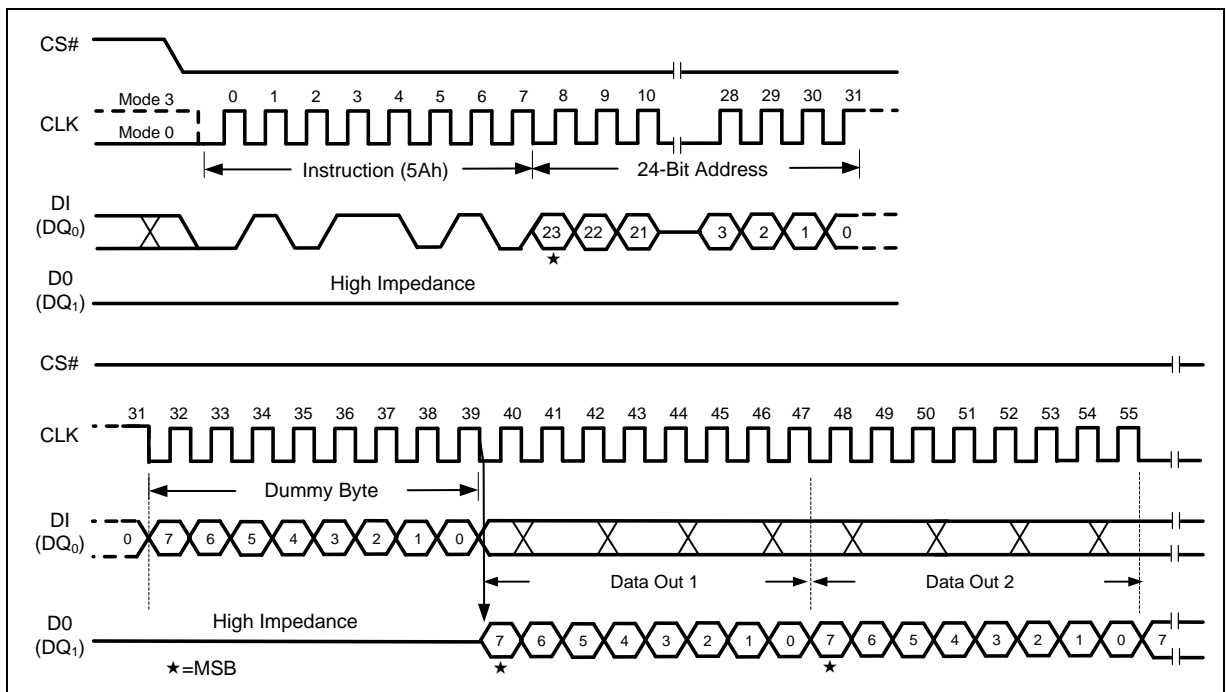 CS#
Mode 3
0 1 2 3 4 5 6 7 8 9 10 28 29 30 31
CLK
Mode 0
Instruction (5Ah) 24-Bit Address
DI
(DQ0)
23 22 21 3 2 1 0
★
D0
(DQ1)
High Impedance
CS#
31 32 33 34 35 36 37 38 39 40 41 42 43 44 45 46 47 48 49 50 51 52 53 54 55
CLK
Dummy Byte
DI
(DQ0)
0 7 6 5 4 3 2 1 0
Data Out 1 Data Out 2
D0
(DQ1)
High Impedance
7 6 5 4 3 2 1 0 7 6 5 4 3 2 1 0 7
★=MSB ★ ★